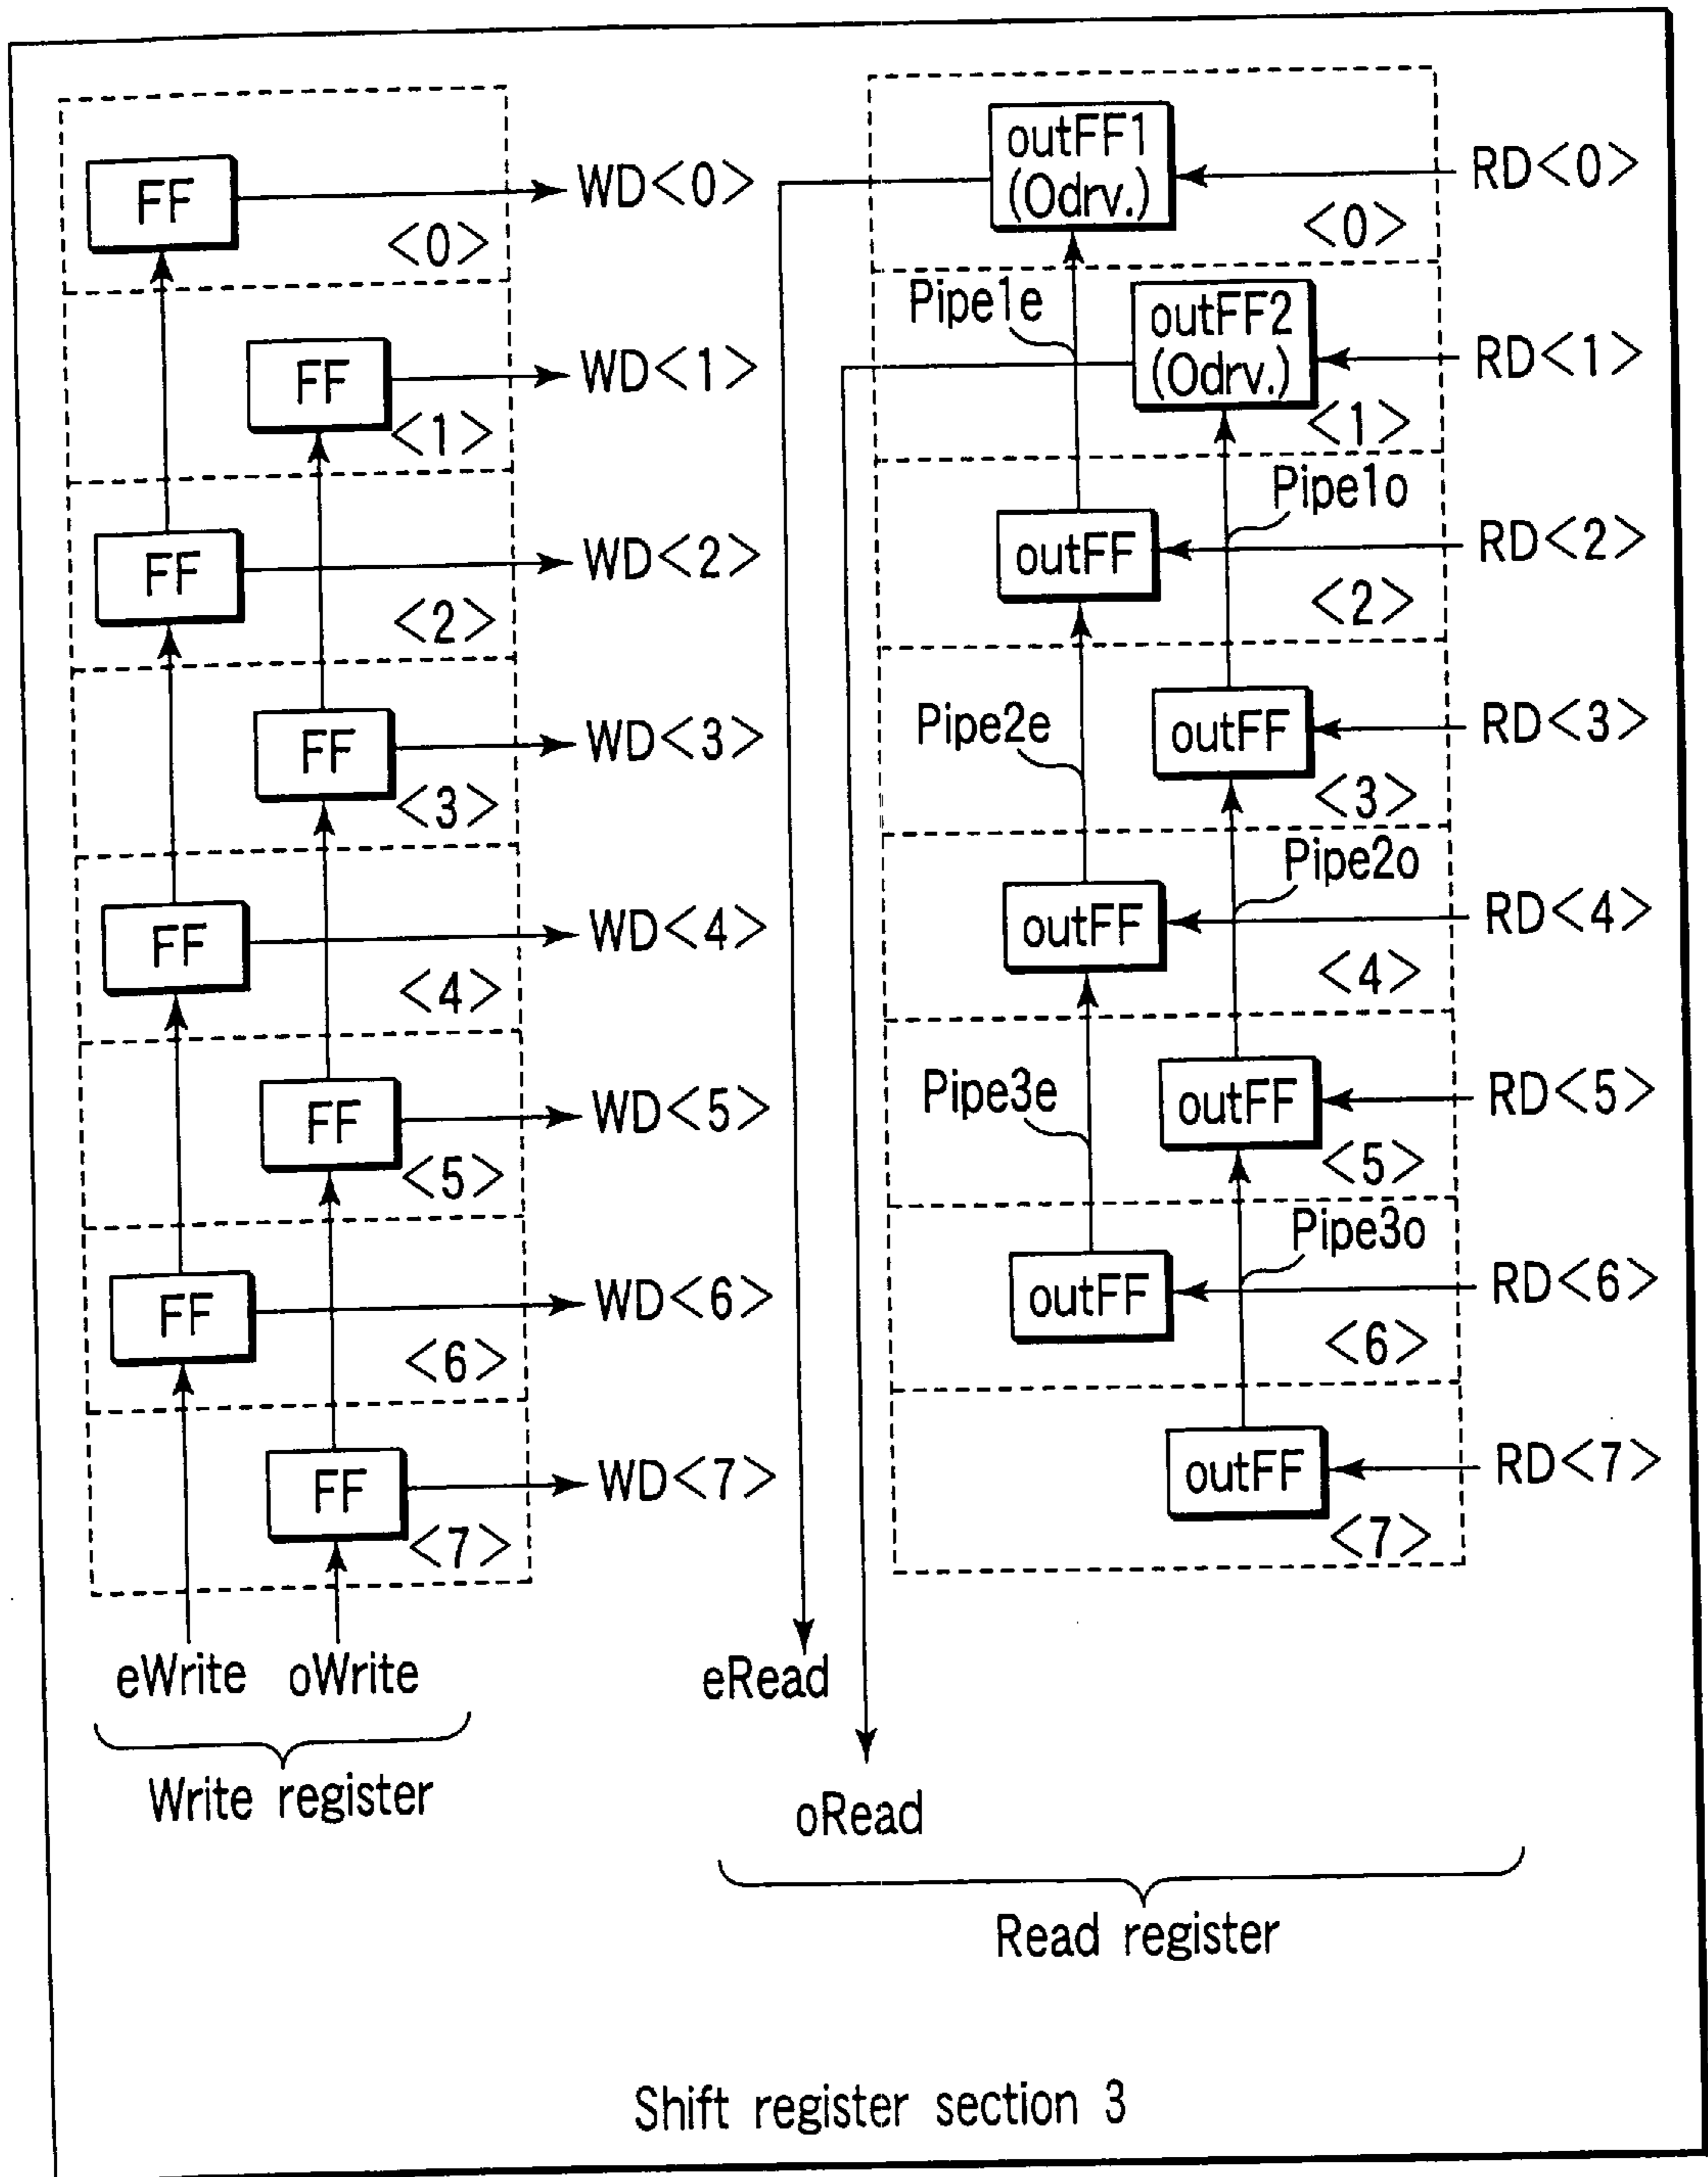 FF
WD<0>
<0>
FF
WD<1>
<1>
FF
WD<2>
<2>
FF
WD<3>
<3>
FF
WD<4>
<4>
FF
WD<5>
<5>
FF
WD<6>
<6>
FF
WD<7>
<7>
eWrite
oWrite
Write register
outFF1
(Odrv.)
RD<0>
<0>
Pipe1e
outFF2
(Odrv.)
RD<1>
<1>
Pipe1o
outFF
RD<2>
<2>
Pipe2e
outFF
RD<3>
<3>
Pipe2o
outFF
RD<4>
<4>
Pipe3e
outFF
RD<5>
<5>
Pipe3o
outFF
RD<6>
<6>
outFF
RD<7>
<7>
eRead
oRead
Read register
Shift register section 3